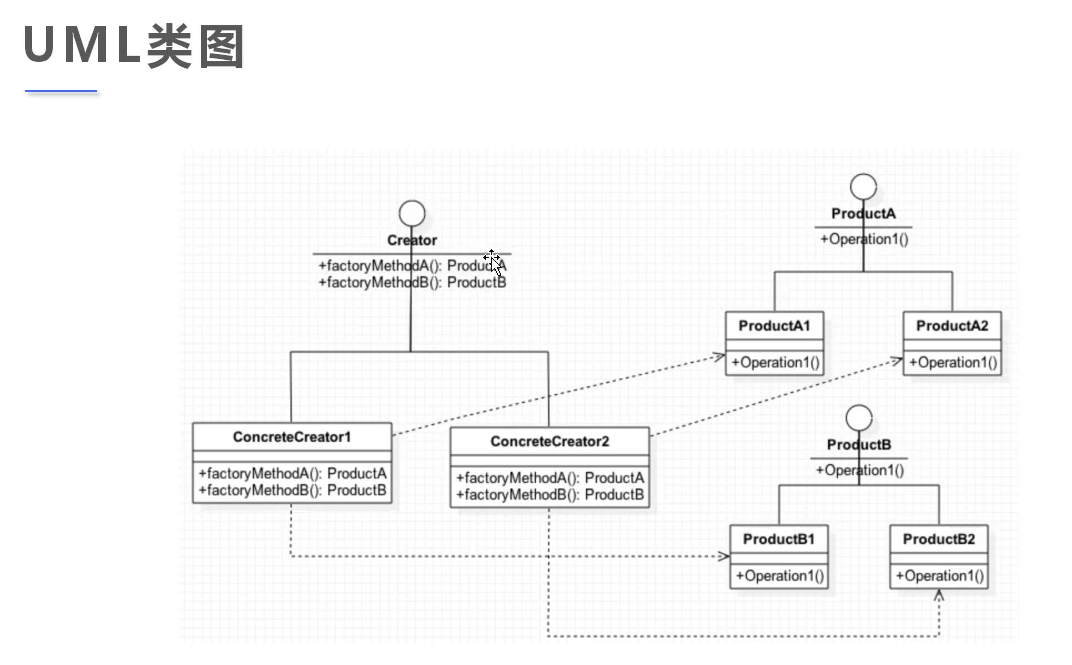 UML类图
Creator
+factoryMethodA(): ProductA
+factoryMethodB(): ProductB
ProductA
+Operation1()
ProductA1
+Operation1()
ProductA2
+Operation1()
ConcreteCreator1
+factoryMethodA(): ProductA
+factoryMethodB(): ProductB
ConcreteCreator2
+factoryMethodA(): ProductA
+factoryMethodB(): ProductB
ProductB
+Operation1()
ProductB1
+Operation1()
ProductB2
+Operation1()